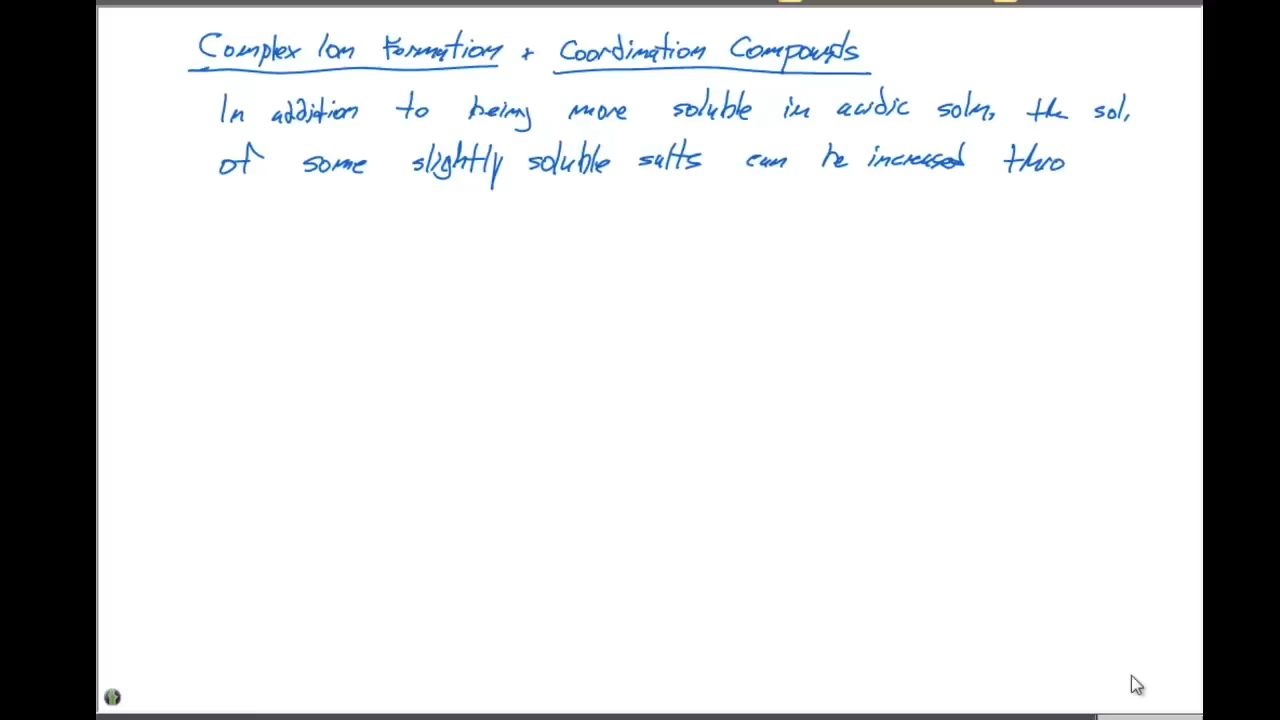 Complex Ion Formation + Coordination Compounds
In addition to being more soluble in acidic soln, the sol.
of some slightly soluble salts can be increased thro